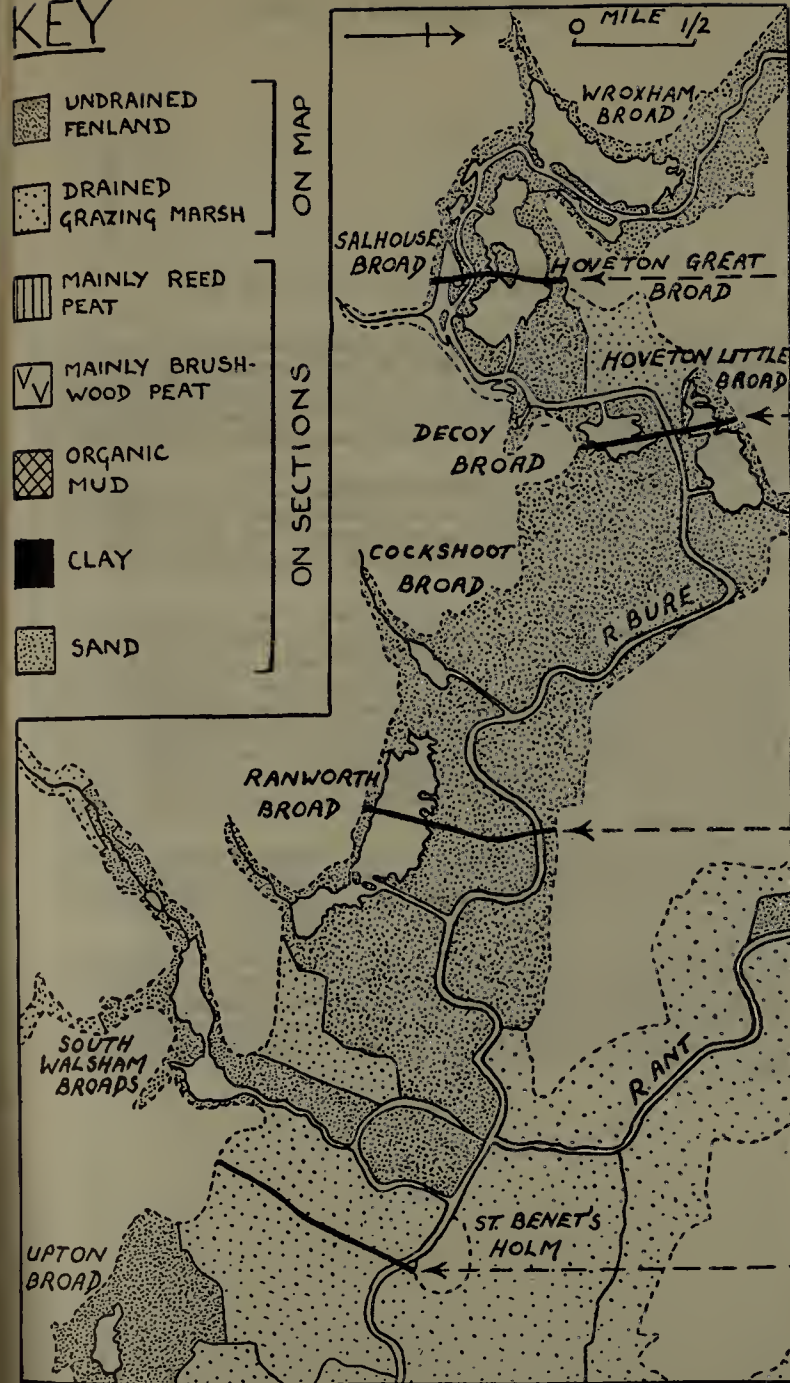 KEY
UNDRAINED
FENLAND
DRAINED
GRAZING MARSH
ON MAP
MAINLY REED
PEAT
MAINLY BRUSH-
WOOD PEAT
ORGANIC
MUD
CLAY
SAND
ON SECTIONS
0 MILE 1/2
WROXHAM
BROAD
SALHOUSE
BROAD
HOVETON GREAT
BROAD
HOVETON LITTLE
BROAD
DECOY
BROAD
COCKSHOOT
BROAD
R. BURE
RANWORTH
BROAD
SOUTH
WALSHAM
BROADS
R. ANT
ST. BENET'S
HOLM
UPTON
BROAD